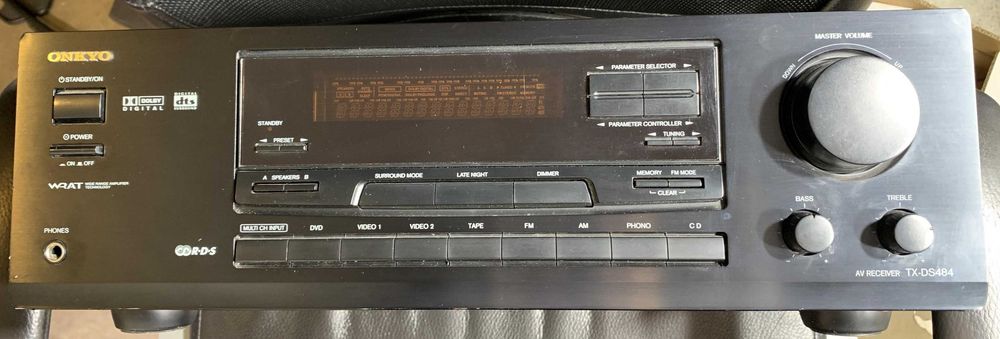 ONKYO
STANDBY/ON
DOLBY
DIGITAL
DIGITAL
dts
SURROUND
POWER
ON OFF
WRAT WIDE RANGE AMPLIFIER
TECHNOLOGY
PHONES
R·D·S
STANDBY
PRESET
A SPEAKERS B
SURROUND MODE
LATE NIGHT
DIMMER
PARAMETER SELECTOR
PARAMETER CONTROLLER
TUNING
MEMORY FM MODE
CLEAR
MULTI CH INPUT
DVD
VIDEO 1
VIDEO 2
TAPE
FM
AM
PHONO
CD
MASTER VOLUME
DOWN
UP
BASS
TREBLE
AV RECEIVER TX-DS484